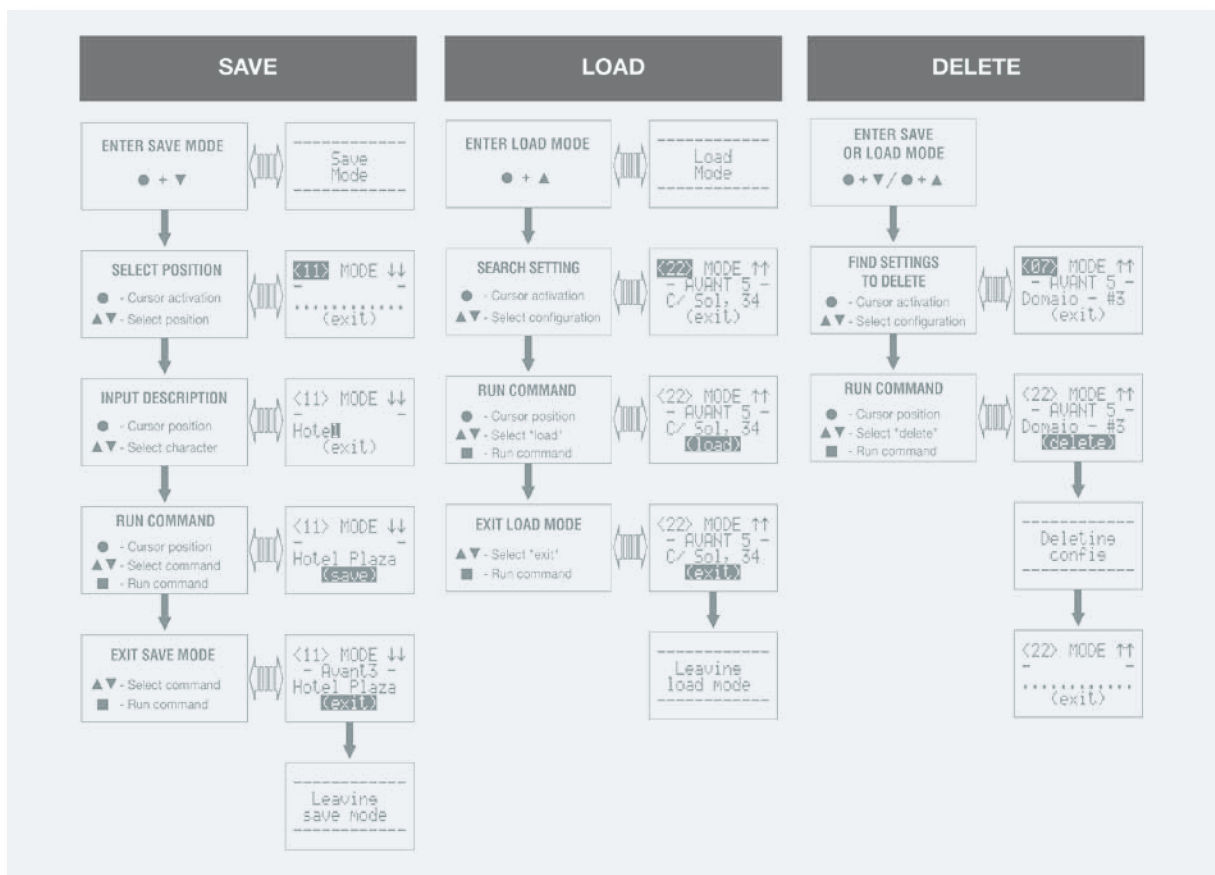 SAVE
ENTER SAVE MODE
● + ▼
Save
Mode
SELECT POSITION
● - Cursor activation
▲▼ - Select position
<11> MODE ↓↓
- -
............
(exit)
INPUT DESCRIPTION
● - Cursor position
▲▼ - Select character
<11> MODE ↓↓
- -
Hotel
(exit)
RUN COMMAND
● - Cursor position
▲▼ - Select command
■ - Run command
<11> MODE ↓↓
- -
Hotel Plaza
(save)
EXIT SAVE MODE
▲▼ - Select command
■ - Run command
<11> MODE ↓↓
- Avant3 -
Hotel Plaza
(exit)
Leaving
save mode
LOAD
ENTER LOAD MODE
● + ▲
Load
Mode
SEARCH SETTING
● - Cursor activation
▲▼ - Select configuration
<22> MODE ↑↑
- AVANT 5 -
C/ Sol, 34
(exit)
RUN COMMAND
● - Cursor position
▲▼ - Select "load"
■ - Run command
<22> MODE ↑↑
- AVANT 5 -
C/ Sol, 34
(load)
EXIT LOAD MODE
▲▼ - Select "exit"
■ - Run command
<22> MODE ↑↑
- AVANT 5 -
C/ Sol, 34
(exit)
Leaving
load mode
DELETE
ENTER SAVE
OR LOAD MODE
● + ▼ / ● + ▲
FIND SETTINGS
TO DELETE
● - Cursor activation
▲▼ - Select configuration
<07> MODE ↑↑
- AVANT 5 -
Domaio - #3
(exit)
RUN COMMAND
● - Cursor position
▲▼ - Select "delete"
■ - Run command
<22> MODE ↑↑
- AVANT 5 -
Domaio - #3
(delete)
Deleting
config
<22> MODE ↑↑
- -
............
(exit)